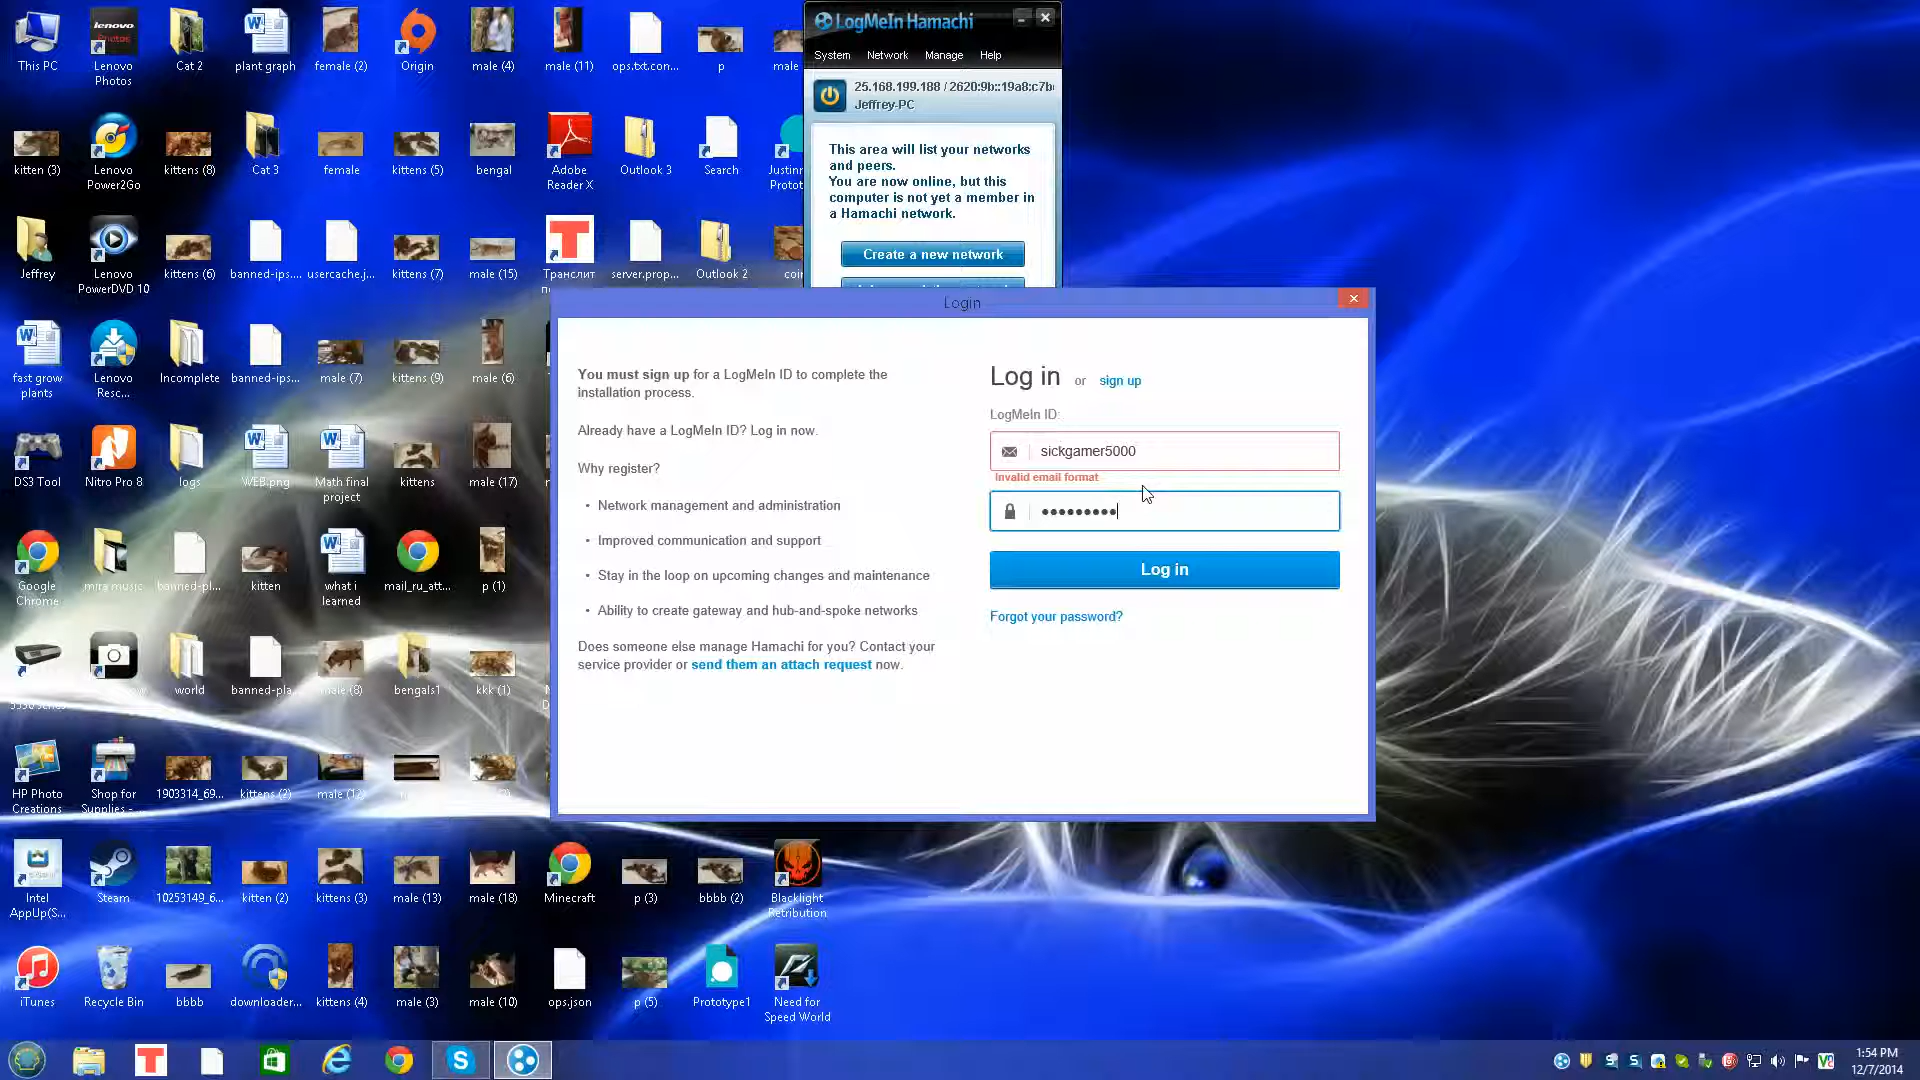 This PC
Lenovo Photos
Cat 2
plant graph
female (2)
Origin
male (4)
male (11)
ops.txt.con...
p
male
kitten (3)
Lenovo Power2Go
kittens (8)
Cat 3
female
kittens (5)
bengal
Adobe Reader X
Outlook 3
Search
Justinn
Protot
Jeffrey
Lenovo PowerDVD 10
kittens (6)
banned-ips....
usercache.j...
kittens (7)
male (15)
Транслит
server.prop...
Outlook 2
coi
fast grow plants
Lenovo Resc...
Incomplete
banned-ips...
male (7)
kittens (9)
male (6)
DS3 Tool
Nitro Pro 8
logs
WEB.png
Math final project
kittens
male (17)
Google Chrome
mira music
banned-pl...
kitten
what i learned
mail_ru_att...
p (1)
world
banned-pla...
male (8)
bengals1
kkk (1)
HP Photo Creations
Shop for Supplies - ...
1903314_69...
kittens (2)
male (12)
Intel AppUp(S...
Steam
10253149_6...
kitten (2)
kittens (3)
male (13)
male (18)
Minecraft
p (3)
bbbb (2)
Blacklight Retribution
iTunes
Recycle Bin
bbbb
downloader...
kittens (4)
male (3)
male (10)
ops.json
p (5)
Prototype1
Need for Speed World
LogMeIn Hamachi
System Network Manage Help
25.168.199.188 / 2620:9b::19a8:c7b
Jeffrey-PC
This area will list your networks
and peers.
You are now online, but this
computer is not yet a member in
a Hamachi network.
Create a new network
Login
You must sign up for a LogMeIn ID to complete the
installation process.
Already have a LogMeIn ID? Log in now.
Why register?
• Network management and administration
• Improved communication and support
• Stay in the loop on upcoming changes and maintenance
• Ability to create gateway and hub-and-spoke networks
Does someone else manage Hamachi for you? Contact your
service provider or send them an attach request now.
Log in or sign up
LogMeIn ID:
sickgamer5000
Invalid email format
•••••••••
Log in
Forgot your password?
1:54 PM
12/7/2014